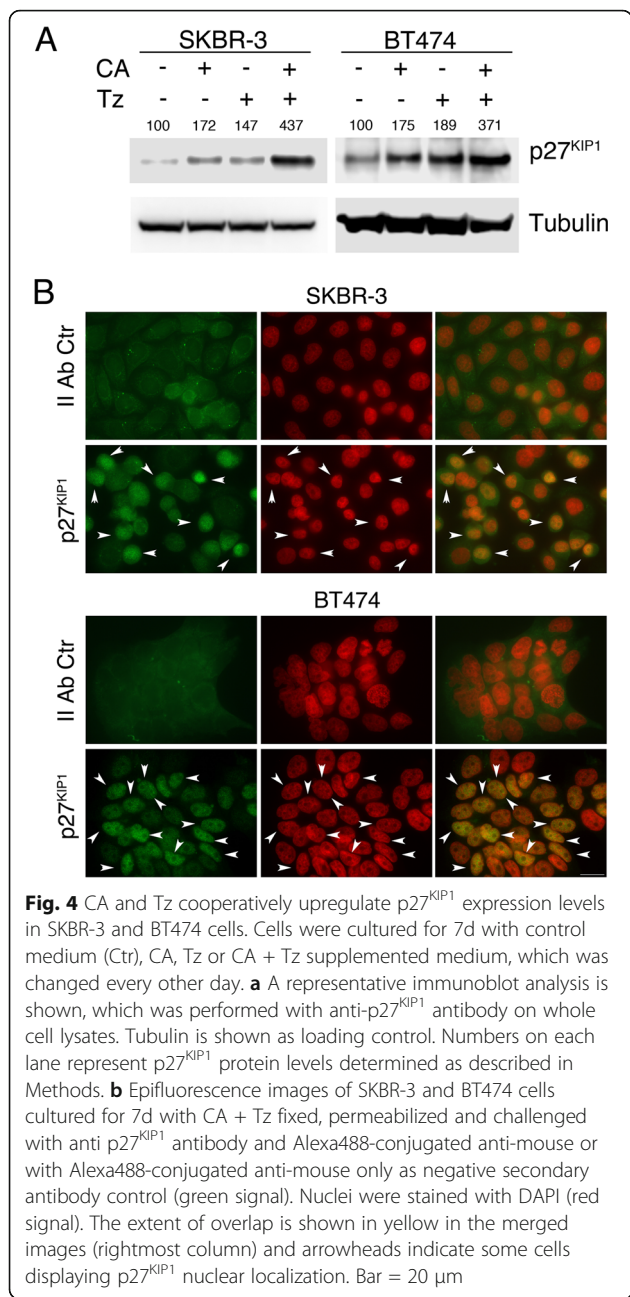 A
SKBR-3 BT474
CA - + - + - + - +
Tz - - + + - - + +
100 172 147 437 100 175 189 371
p27KIP1
Tubulin
B
SKBR-3
II Ab Ctr
p27KIP1
BT474
II Ab Ctr
p27KIP1
Fig. 4 CA and Tz cooperatively upregulate p27KIP1 expression levels
in SKBR-3 and BT474 cells. Cells were cultured for 7d with control
medium (Ctr), CA, Tz or CA + Tz supplemented medium, which was
changed every other day. a A representative immunoblot analysis is
shown, which was performed with anti-p27KIP1 antibody on whole
cell lysates. Tubulin is shown as loading control. Numbers on each
lane represent p27KIP1 protein levels determined as described in
Methods. b Epifluorescence images of SKBR-3 and BT474 cells
cultured for 7d with CA + Tz fixed, permeabilized and challenged
with anti p27KIP1 antibody and Alexa488-conjugated anti-mouse or
with Alexa488-conjugated anti-mouse only as negative secondary
antibody control (green signal). Nuclei were stained with DAPI (red
signal). The extent of overlap is shown in yellow in the merged
images (rightmost column) and arrowheads indicate some cells
displaying p27KIP1 nuclear localization. Bar = 20 μm